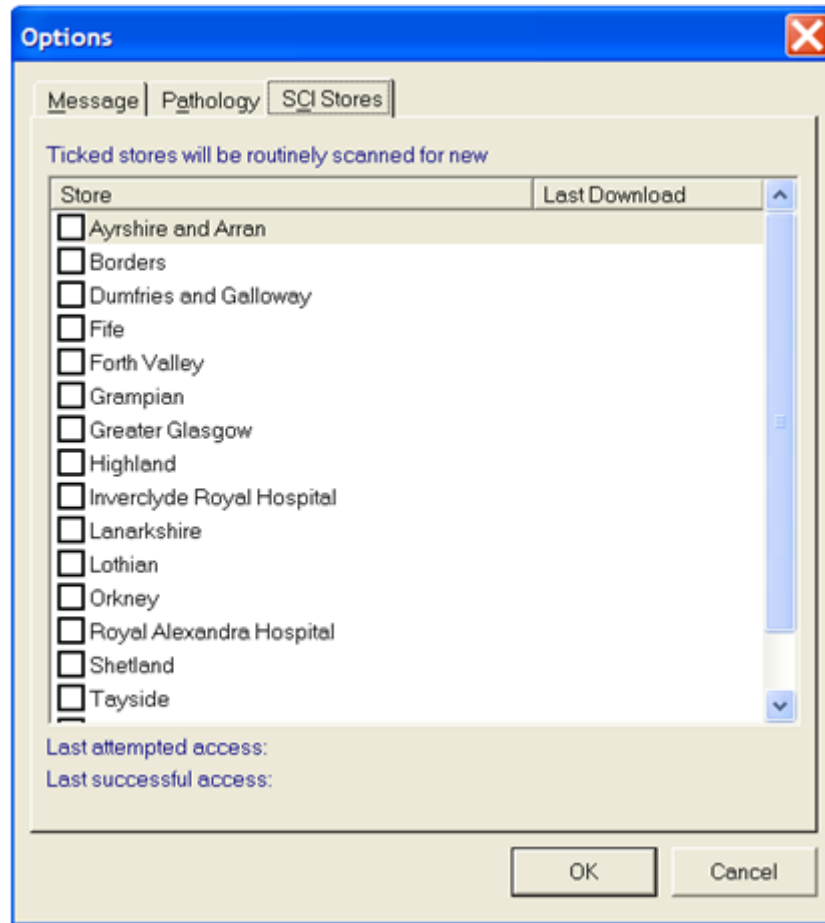 Options
Message Pathology SCI Stores
Ticked stores will be routinely scanned for new
Store Last Download
Ayrshire and Arran
Borders
Dumfries and Galloway
Fife
Forth Valley
Grampian
Greater Glasgow
Highland
Inverclyde Royal Hospital
Lanarkshire
Lothian
Orkney
Royal Alexandra Hospital
Shetland
Tayside
Last attempted access:
Last successful access:
OK Cancel